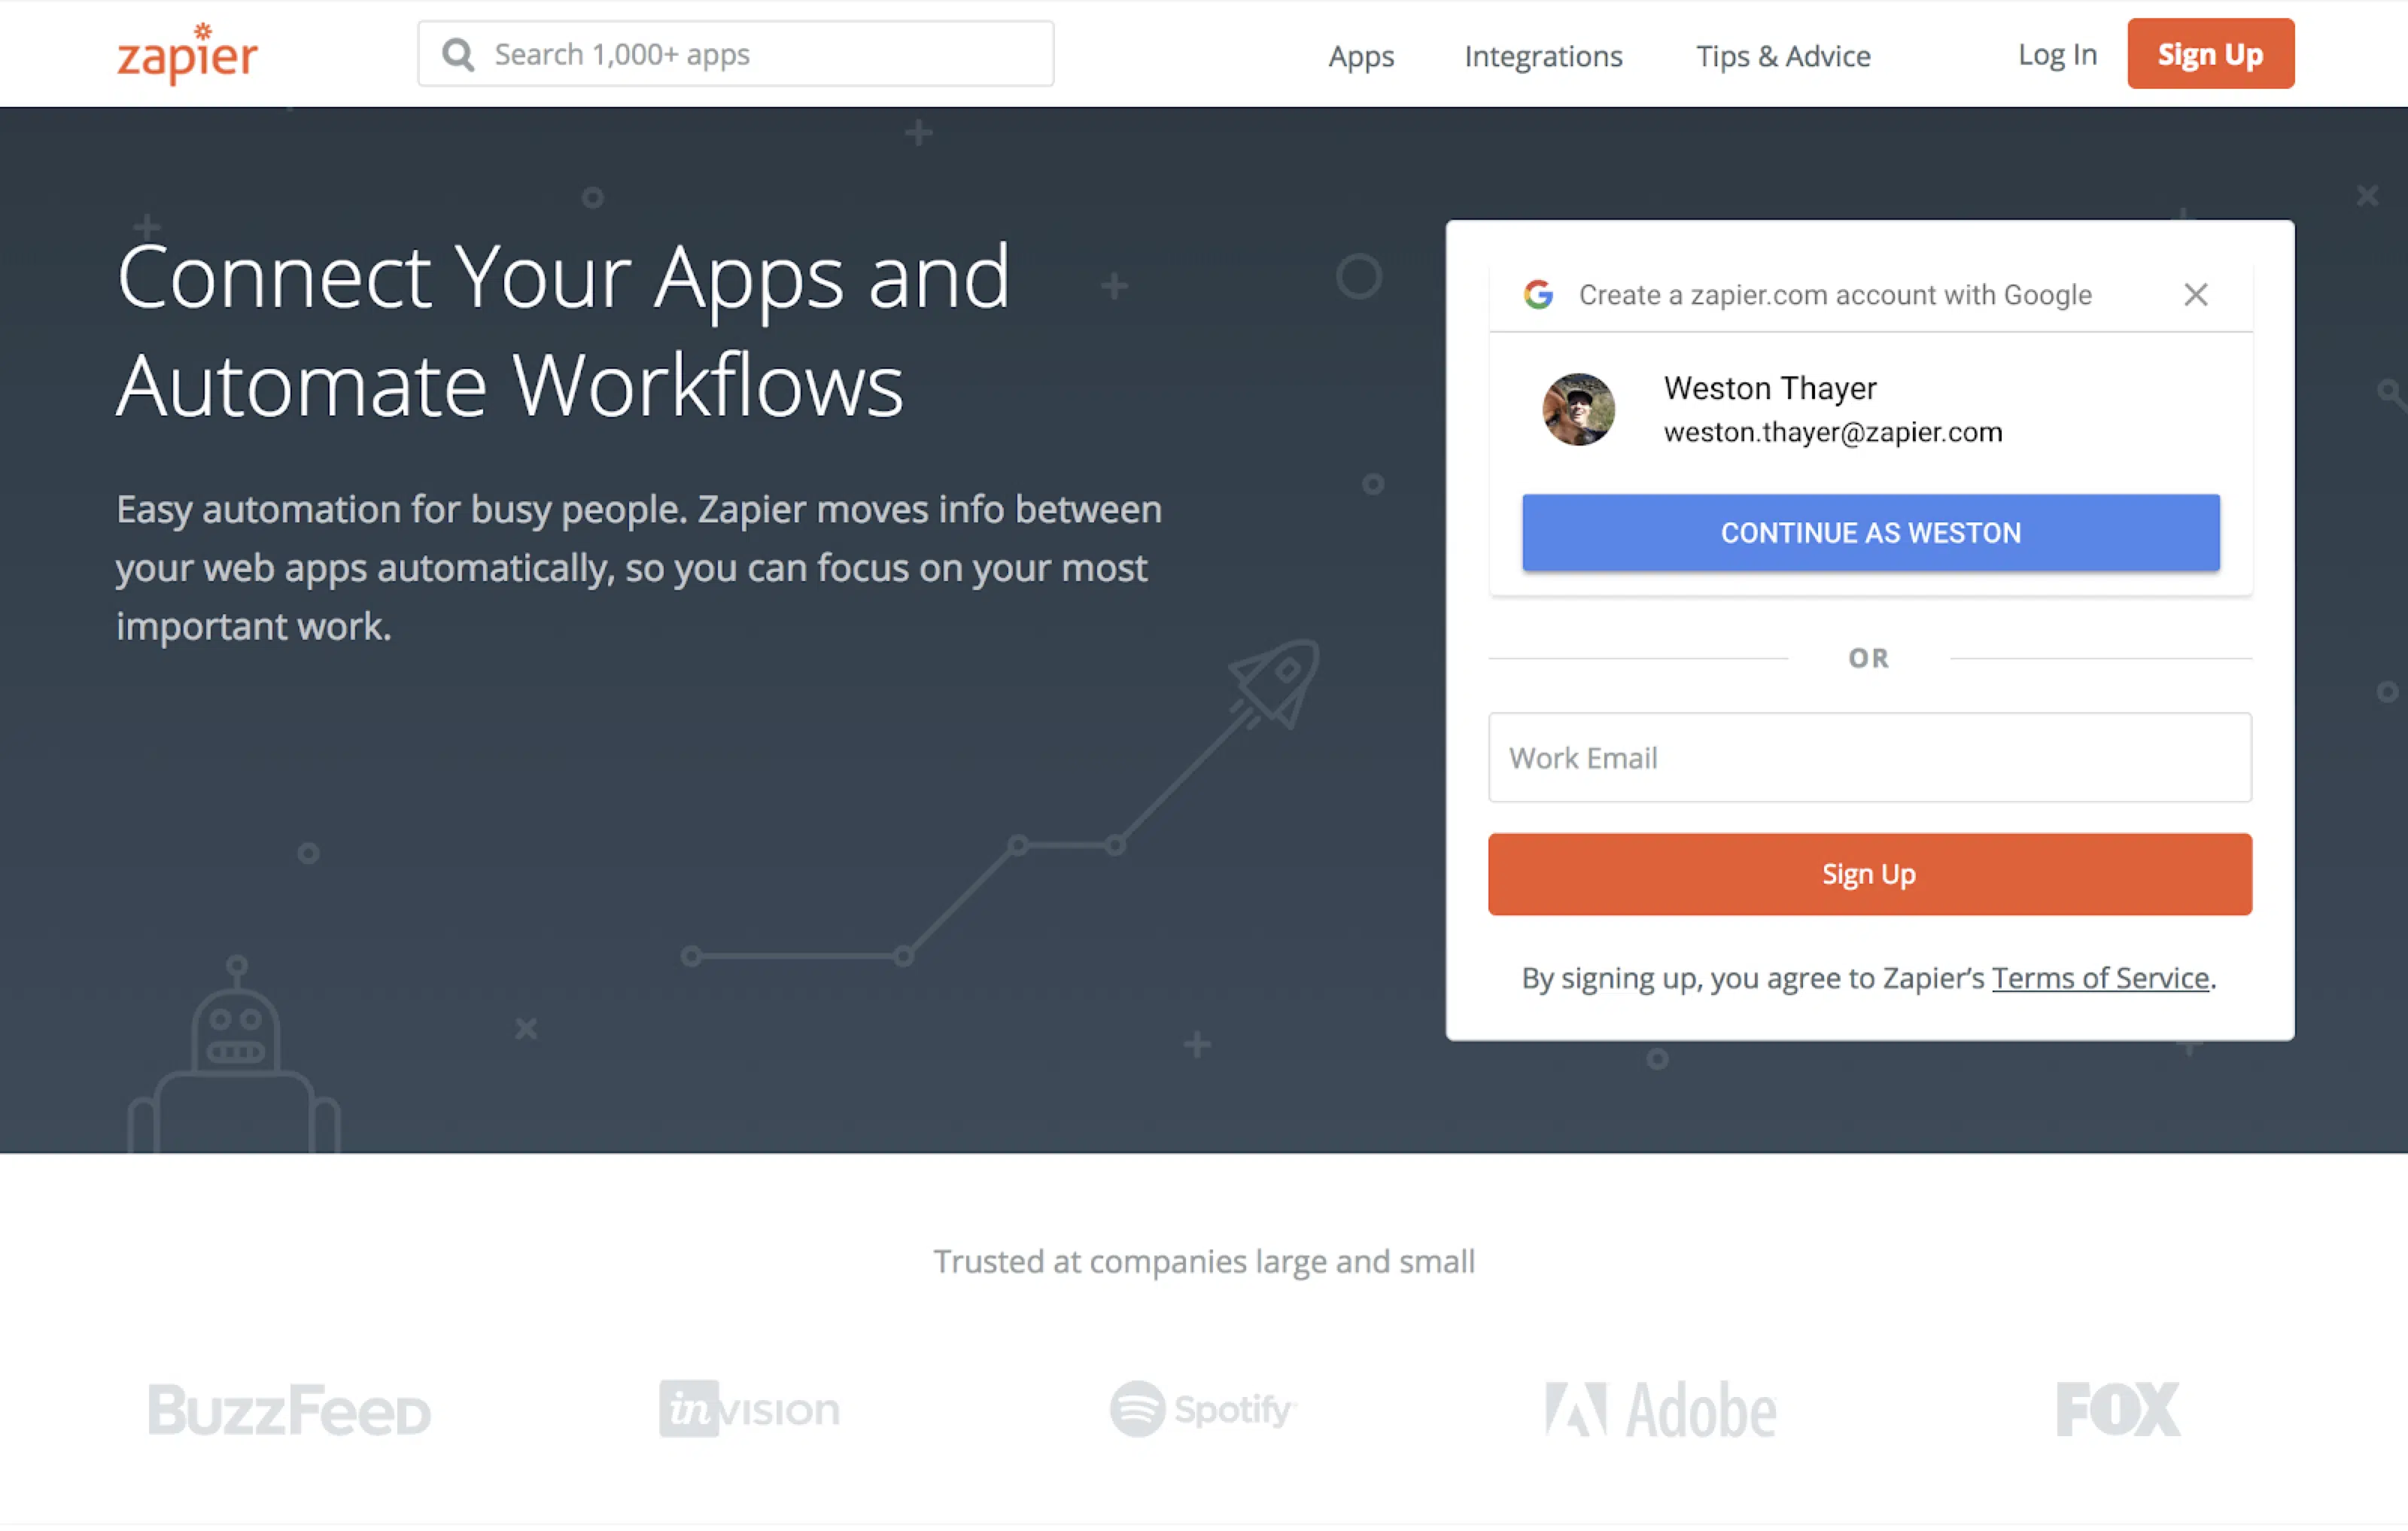 zapier
Search 1,000+ apps
Apps
Integrations
Tips & Advice
Log In
Sign Up
Connect Your Apps and
Automate Workflows
Easy automation for busy people. Zapier moves info between
your web apps automatically, so you can focus on your most
important work.
Create a zapier.com account with Google
Weston Thayer
weston.thayer@zapier.com
CONTINUE AS WESTON
OR
Work Email
Sign Up
By signing up, you agree to Zapier’s Terms of Service.
Trusted at companies large and small
BuzzFeed
invision
Spotify
Adobe
FOX